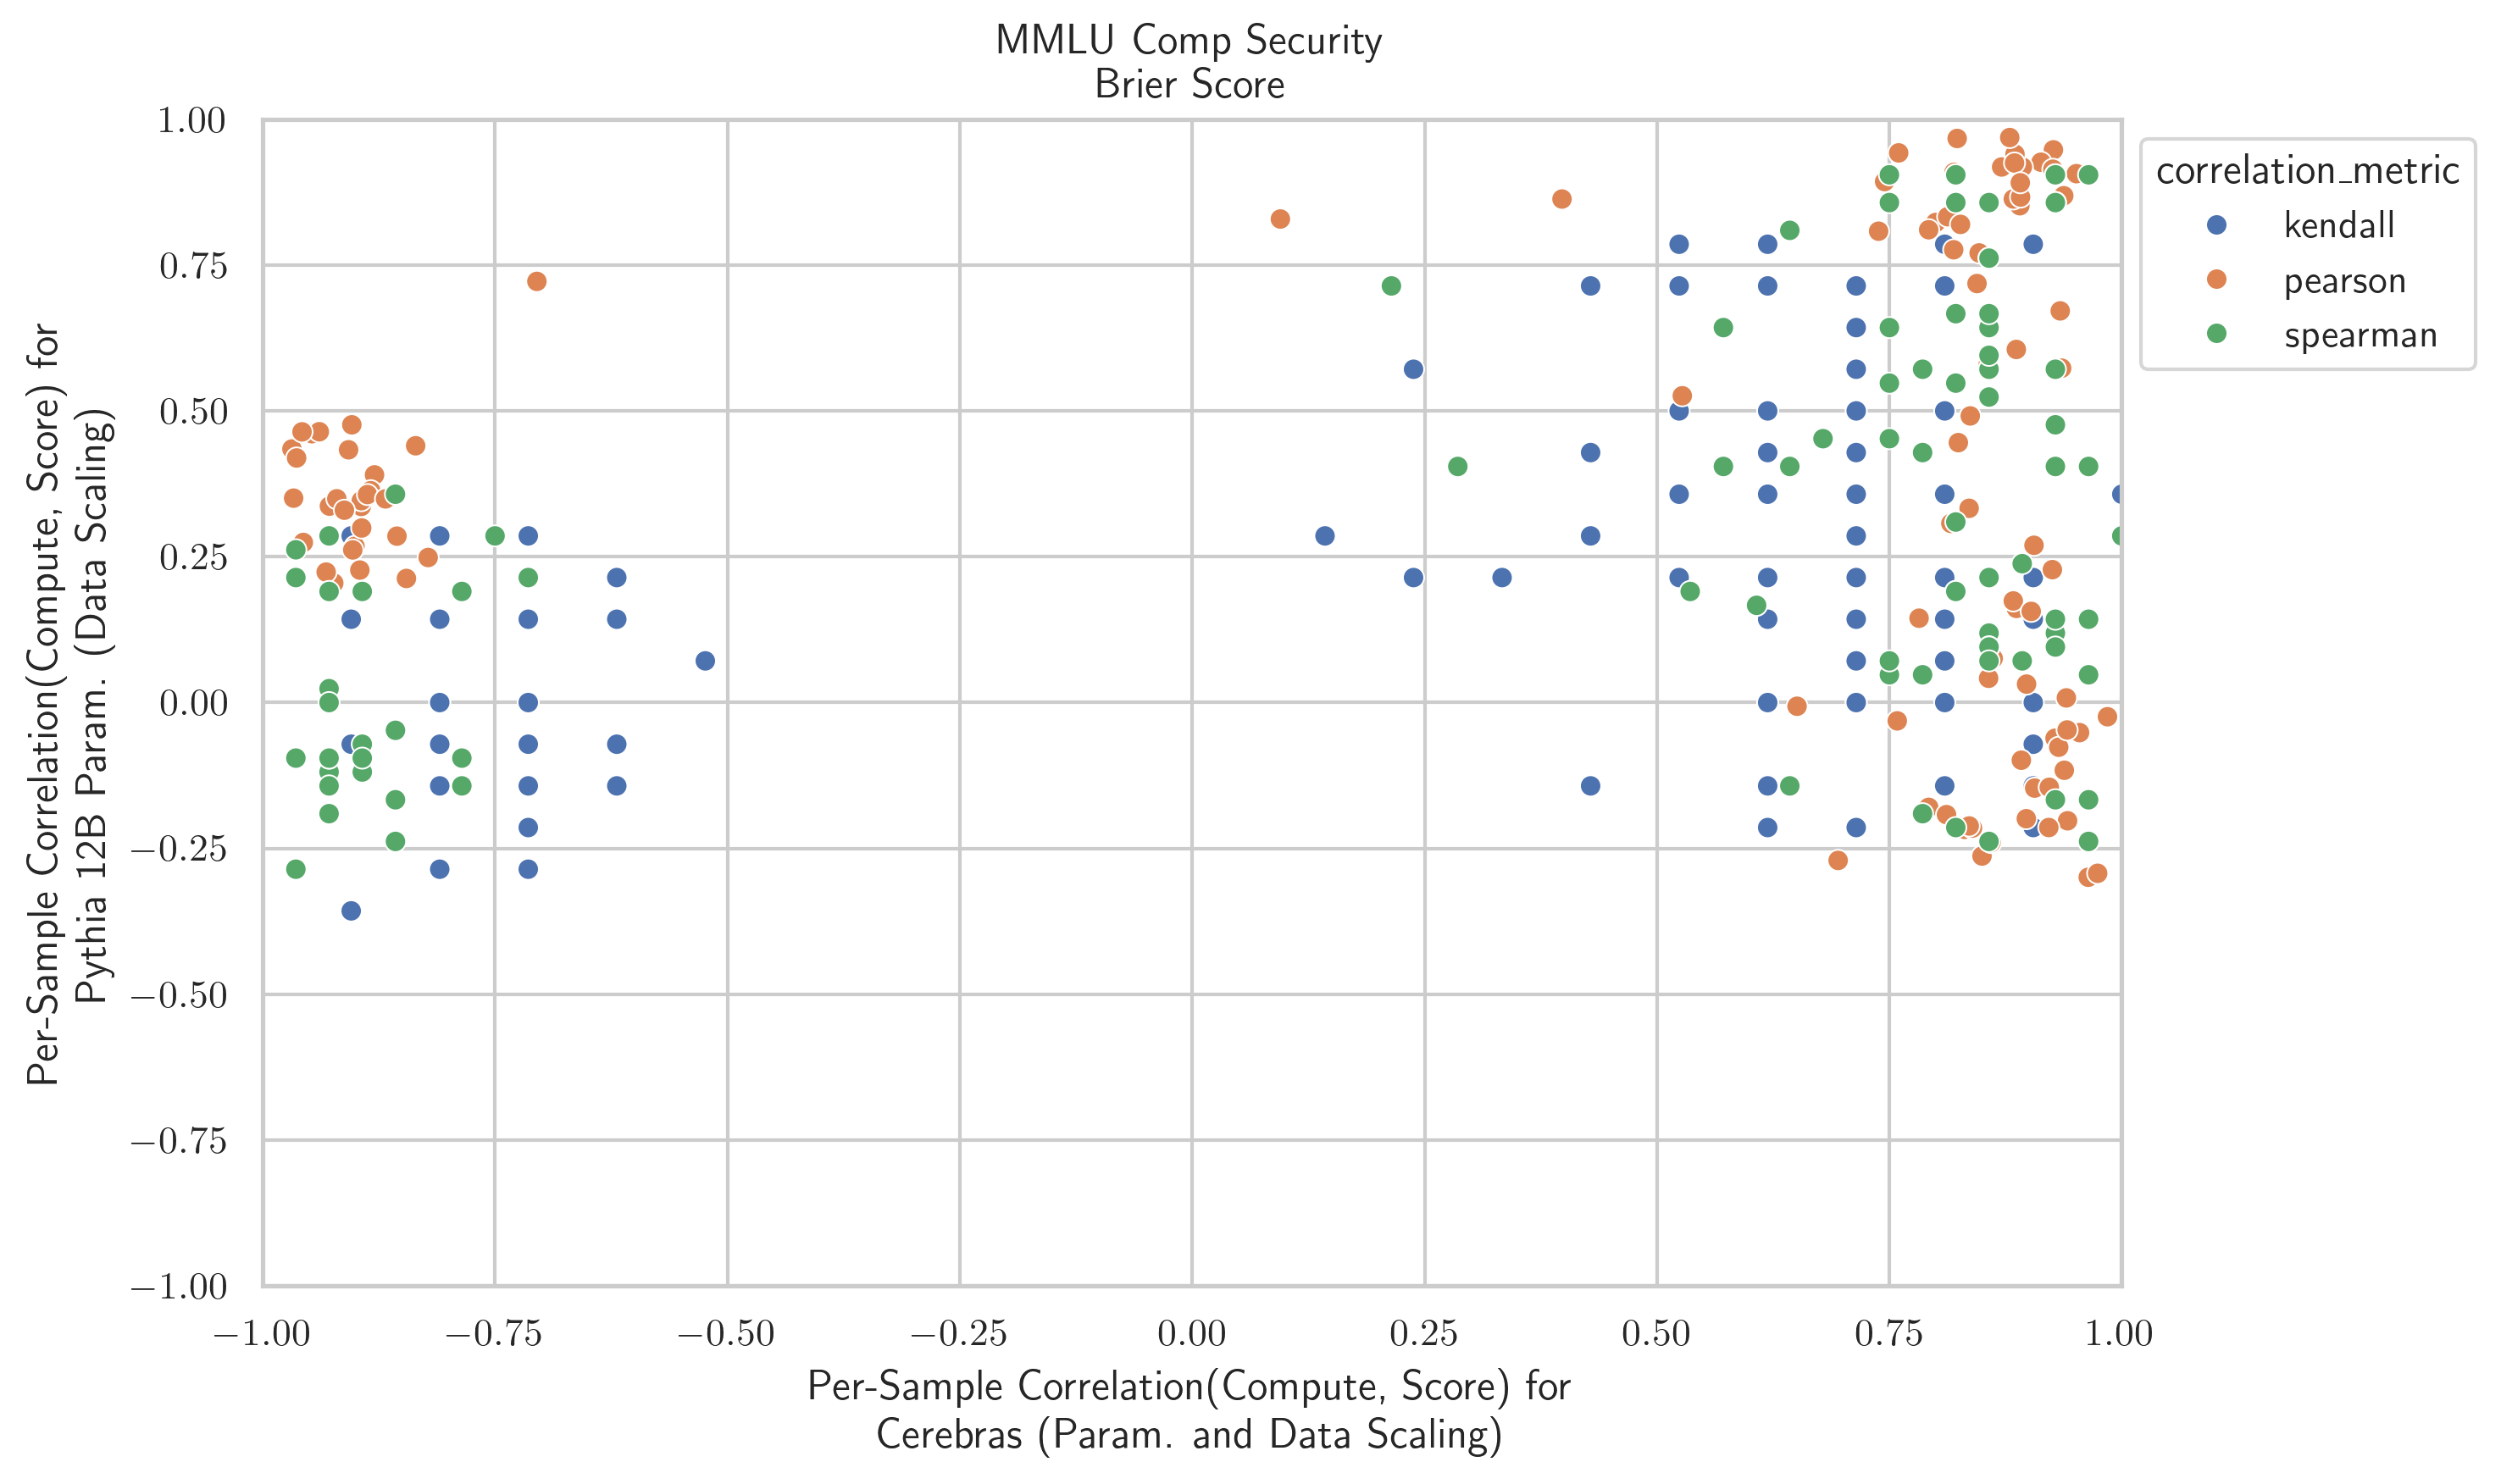 MMLU Comp Security
Brier Score
Per-Sample Correlation(Compute, Score) for
Pythia 12B Param. (Data Scaling)
1.00
0.75
0.50
0.25
0.00
−0.25
−0.50
−0.75
−1.00
−1.00
−0.75
−0.50
−0.25
0.00
0.25
0.50
0.75
1.00
Per-Sample Correlation(Compute, Score) for
Cerebras (Param. and Data Scaling)
correlation_metric
kendall
pearson
spearman